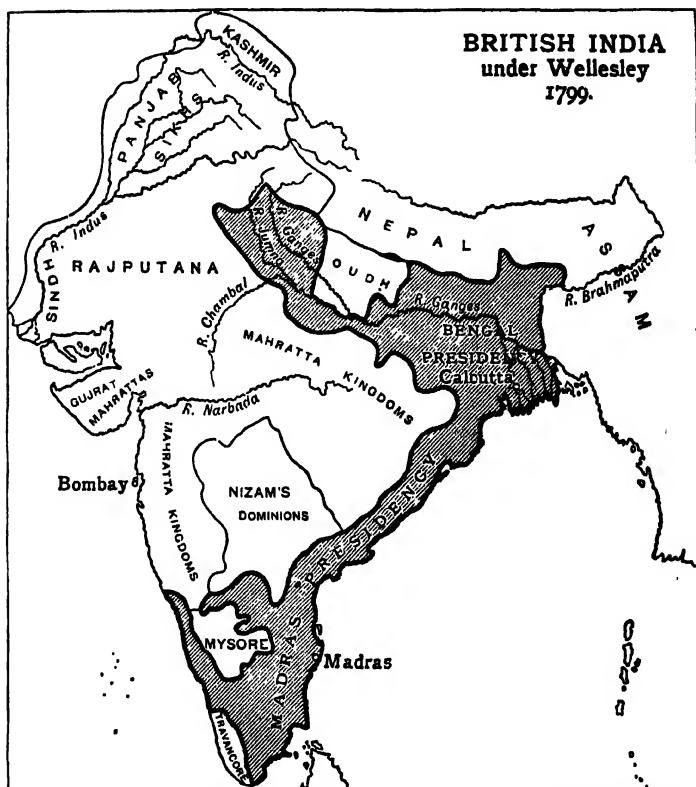 BRITISH INDIA
under Wellesley
1799.
KASHMIR
R. Indus
PANJAB
SIKHS
R. Indus
SINDH
RAJPUTANA
R. Jumna
R. Ganges
NEPAL
OUDH
ASSAM
R. Brahmaputra
R. Chambal
R. Ganges
BENGAL
PRESIDENCY
Calcutta
MAHRATTA KINGDOMS
GUJRAT
MAHRATTAS
R. Narbada
Bombay
MAHRATTA
KINGDOMS
NIZAM'S
DOMINIONS
MADRAS PRESIDENCY
MYSORE
Madras
TRAVANCORE